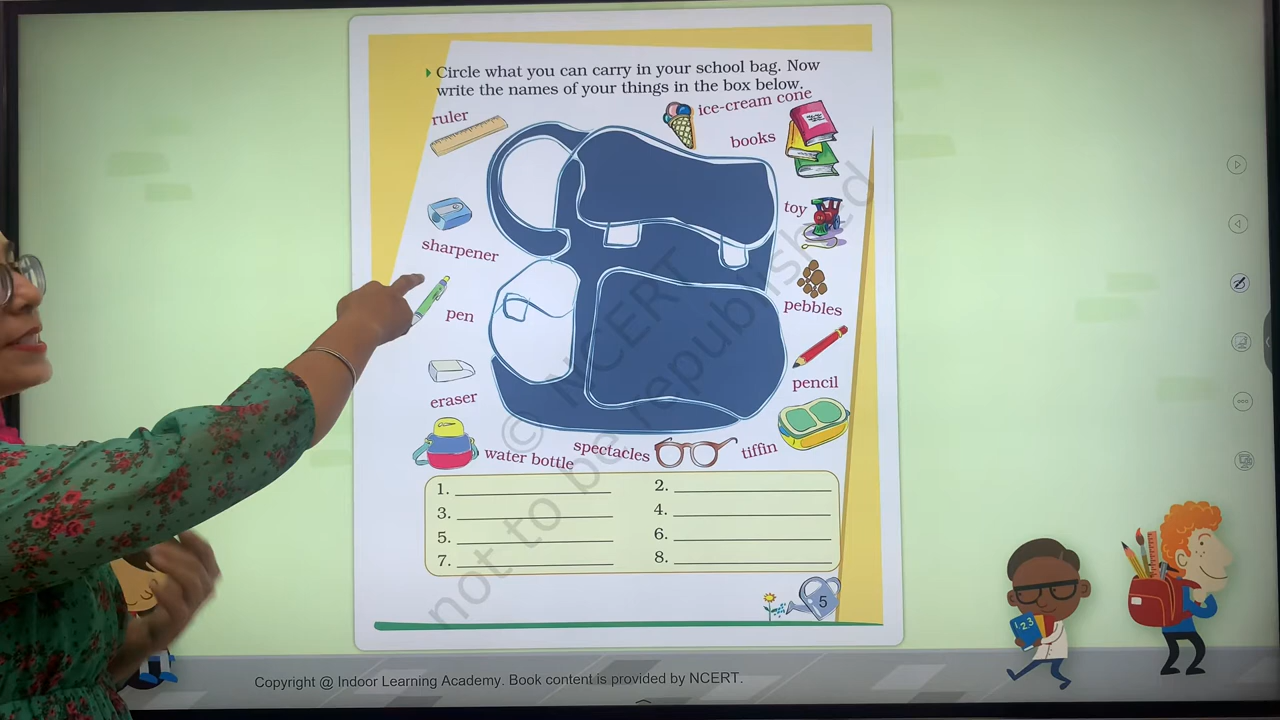 Circle what you can carry in your school bag. Now
write the names of your things in the box below.
ruler
ice-cream cone
books
sharpener
toy
pen
pebbles
eraser
pencil
water bottle
spectacles
tiffin
1.
2.
3.
4.
5.
6.
7.
8.
© NCERT
not to be republished
5
1 2 3
Copyright @ Indoor Learning Academy. Book content is provided by NCERT.